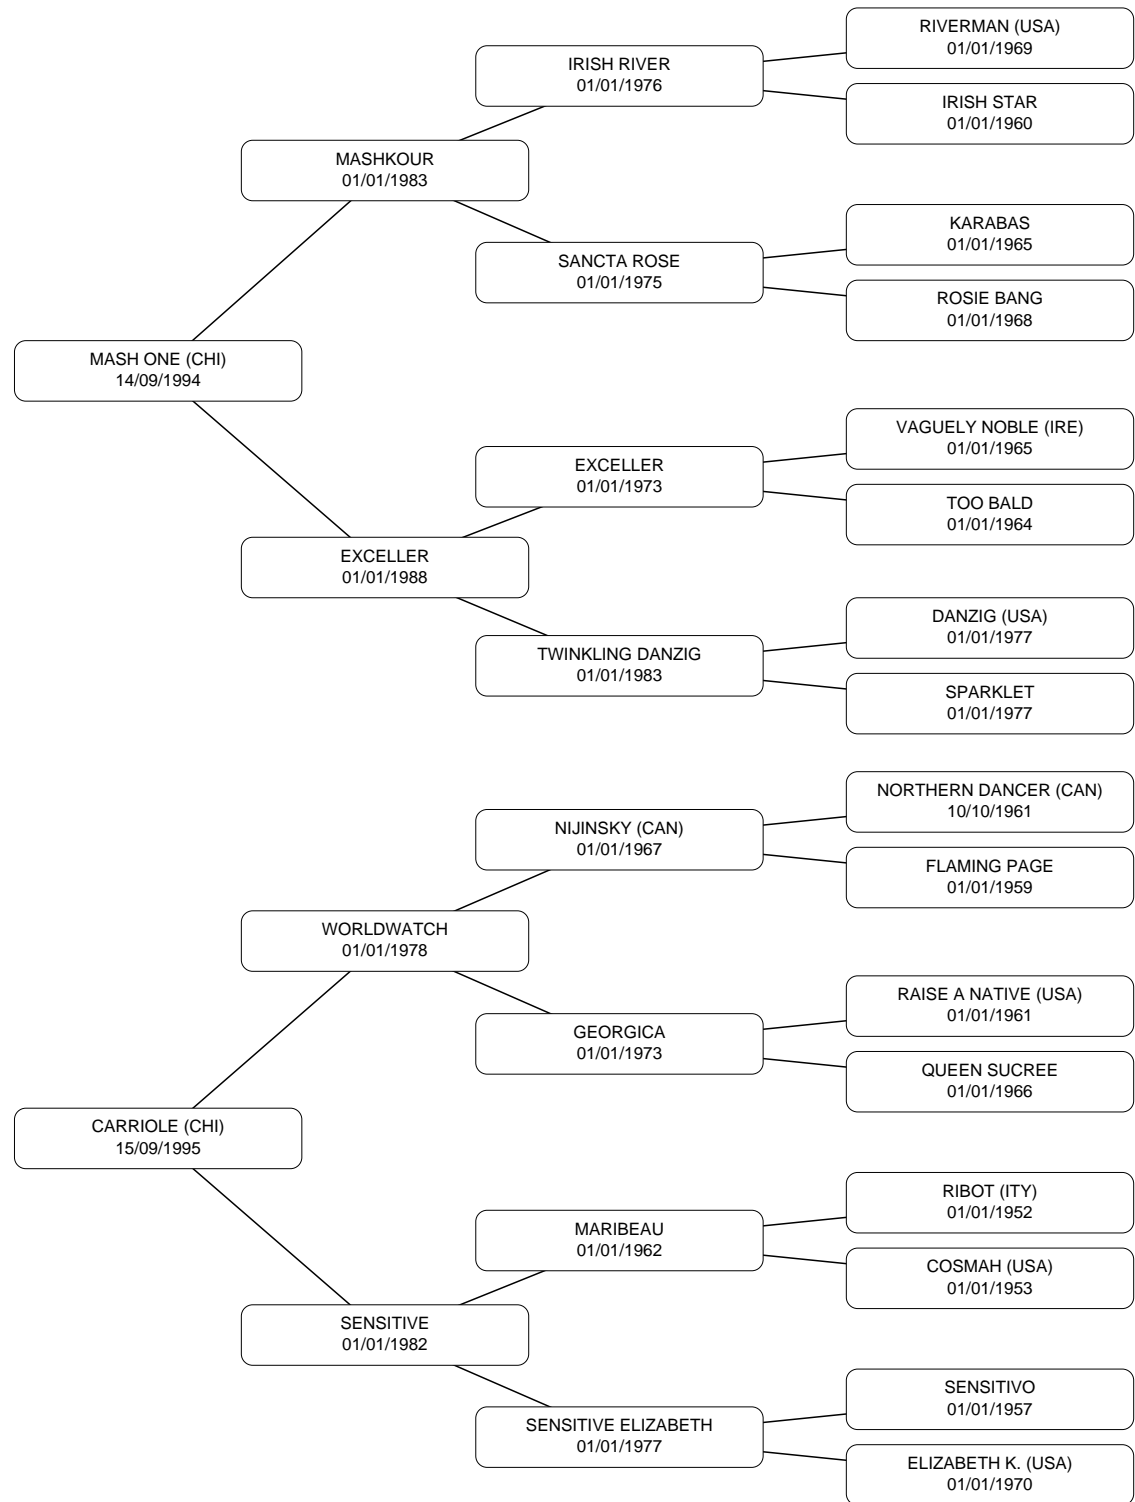 RIVERMAN (USA)
01/01/1969
IRISH RIVER
01/01/1976
IRISH STAR
01/01/1960
MASHKOUR
01/01/1983
KARABAS
01/01/1965
SANCTA ROSE
01/01/1975
ROSIE BANG
01/01/1968
MASH ONE (CHI)
14/09/1994
VAGUELY NOBLE (IRE)
01/01/1965
EXCELLER
01/01/1973
TOO BALD
01/01/1964
EXCELLER
01/01/1988
DANZIG (USA)
01/01/1977
TWINKLING DANZIG
01/01/1983
SPARKLET
01/01/1977
NORTHERN DANCER (CAN)
10/10/1961
NIJINSKY (CAN)
01/01/1967
FLAMING PAGE
01/01/1959
WORLDWATCH
01/01/1978
RAISE A NATIVE (USA)
01/01/1961
GEORGICA
01/01/1973
QUEEN SUCREE
01/01/1966
CARRIOLE (CHI)
15/09/1995
RIBOT (ITY)
01/01/1952
MARIBEAU
01/01/1962
COSMAH (USA)
01/01/1953
SENSITIVE
01/01/1982
SENSITIVO
01/01/1957
SENSITIVE ELIZABETH
01/01/1977
ELIZABETH K. (USA)
01/01/1970